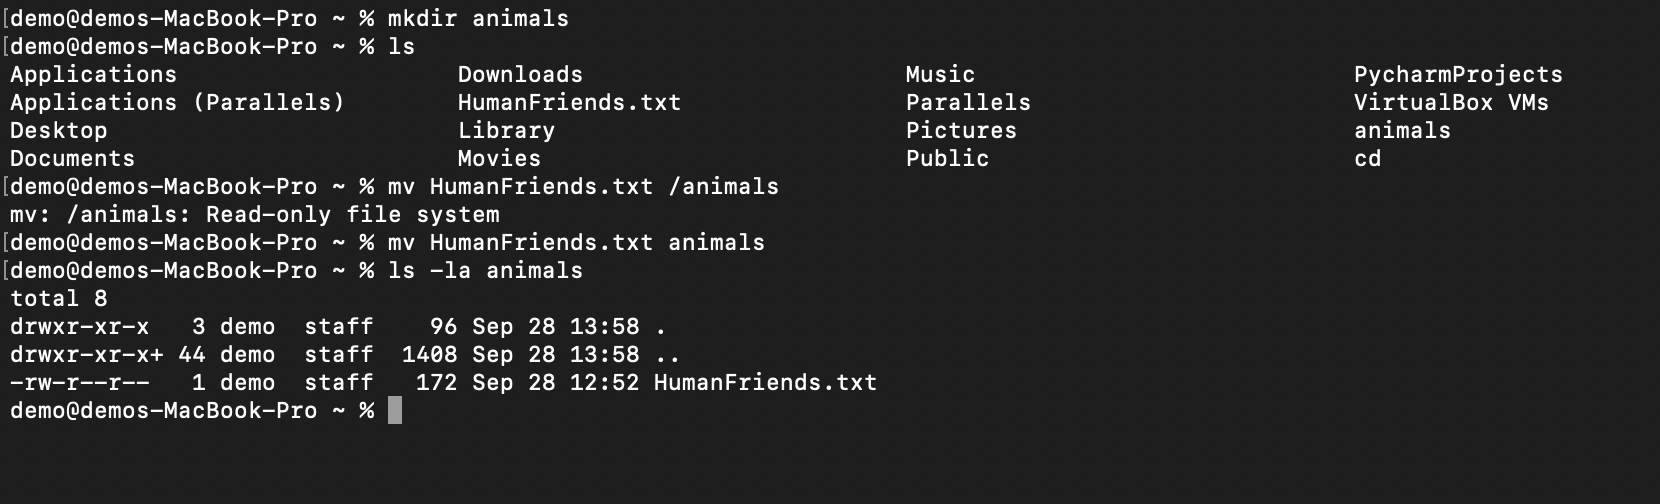 [demo@demos-MacBook-Pro ~ % mkdir animals
[demo@demos-MacBook-Pro ~ % ls
Applications Downloads Music PycharmProjects
Applications (Parallels) HumanFriends.txt Parallels VirtualBox VMs
Desktop Library Pictures animals
Documents Movies Public cd
[demo@demos-MacBook-Pro ~ % mv HumanFriends.txt /animals
mv: /animals: Read-only file system
[demo@demos-MacBook-Pro ~ % mv HumanFriends.txt animals
[demo@demos-MacBook-Pro ~ % ls -la animals
total 8
drwxr-xr-x 3 demo staff 96 Sep 28 13:58 .
drwxr-xr-x+ 44 demo staff 1408 Sep 28 13:58 ..
-rw-r--r-- 1 demo staff 172 Sep 28 12:52 HumanFriends.txt
demo@demos-MacBook-Pro ~ %